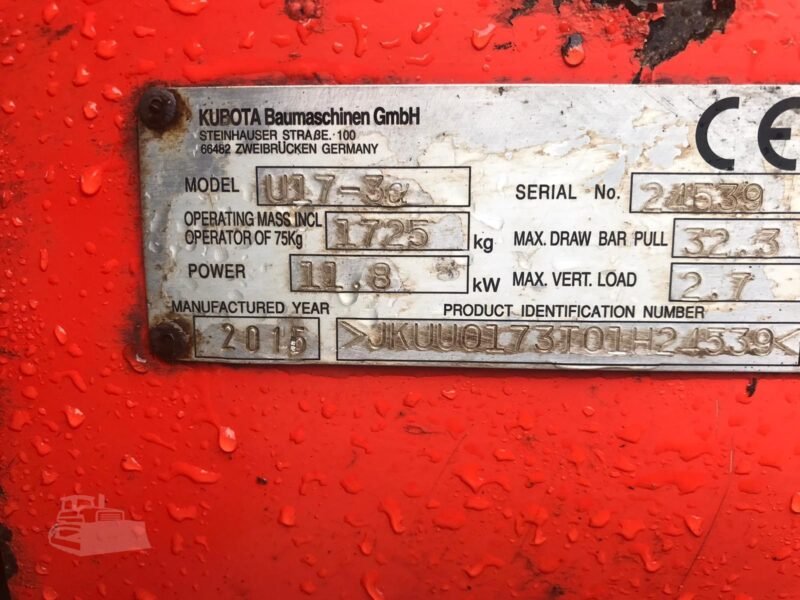 KUBOTA Baumaschinen GmbH
STEINHAUSER STRAßE 100
66482 ZWEIBRÜCKEN GERMANY
CE
MODEL U17-3α
SERIAL No. 24539
OPERATING MASS INCL
OPERATOR OF 75Kg 1725 kg
MAX. DRAW BAR PULL 32.3
POWER 11.8 kW
MAX. VERT. LOAD 2.7
MANUFACTURED YEAR
2015
PRODUCT IDENTIFICATION NUMBER
>JKUU0173T01H24539<